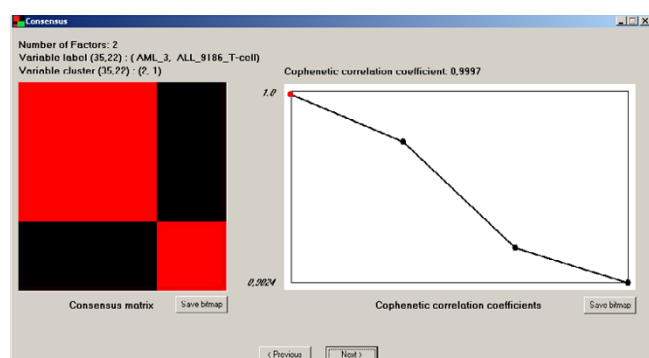 Consensus
Number of Factors: 2
Variable label (35,22) : ( AML_3, ALL_9186_T-cell)
Variable cluster (35,22) : (2, 1)
Cophenetic correlation coefficient: 0,9997
1.0
0,9024
Consensus matrix
Save bitmap
Cophenetic correlation coefficients
Save bitmap
< Previous
Next >